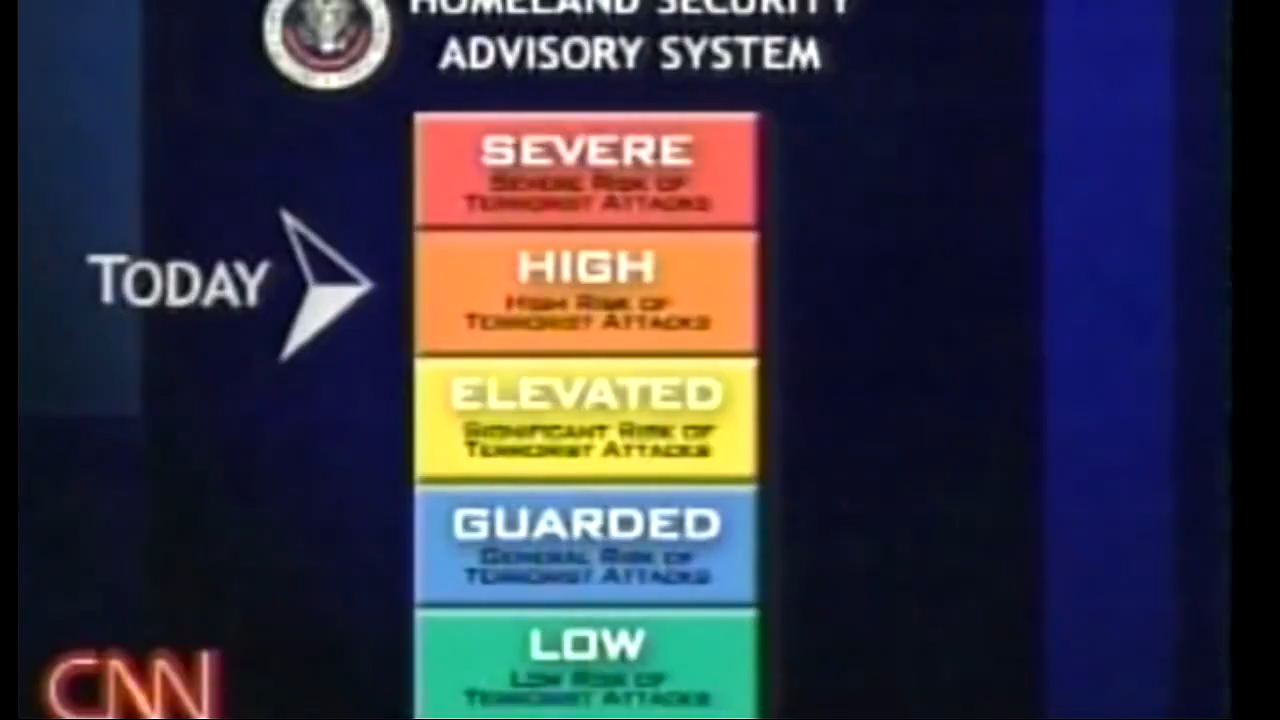 HOMELAND SECURITY
ADVISORY SYSTEM
SEVERE
SEVERE RISK OF
TERRORIST ATTACKS
TODAY
HIGH
HIGH RISK OF
TERRORIST ATTACKS
ELEVATED
SIGNIFICANT RISK OF
TERRORIST ATTACKS
GUARDED
GENERAL RISK OF
TERRORIST ATTACKS
LOW
LOW RISK OF
TERRORIST ATTACKS
CNN